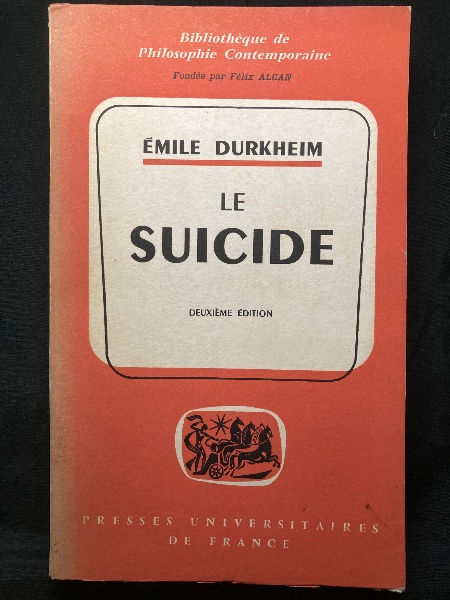 Bibliothèque de
Philosophie Contemporaine
Fondée par Félix ALCAN
ÉMILE DURKHEIM
LE
SUICIDE
DEUXIÈME ÉDITION
PRESSES UNIVERSITAIRES
DE FRANCE